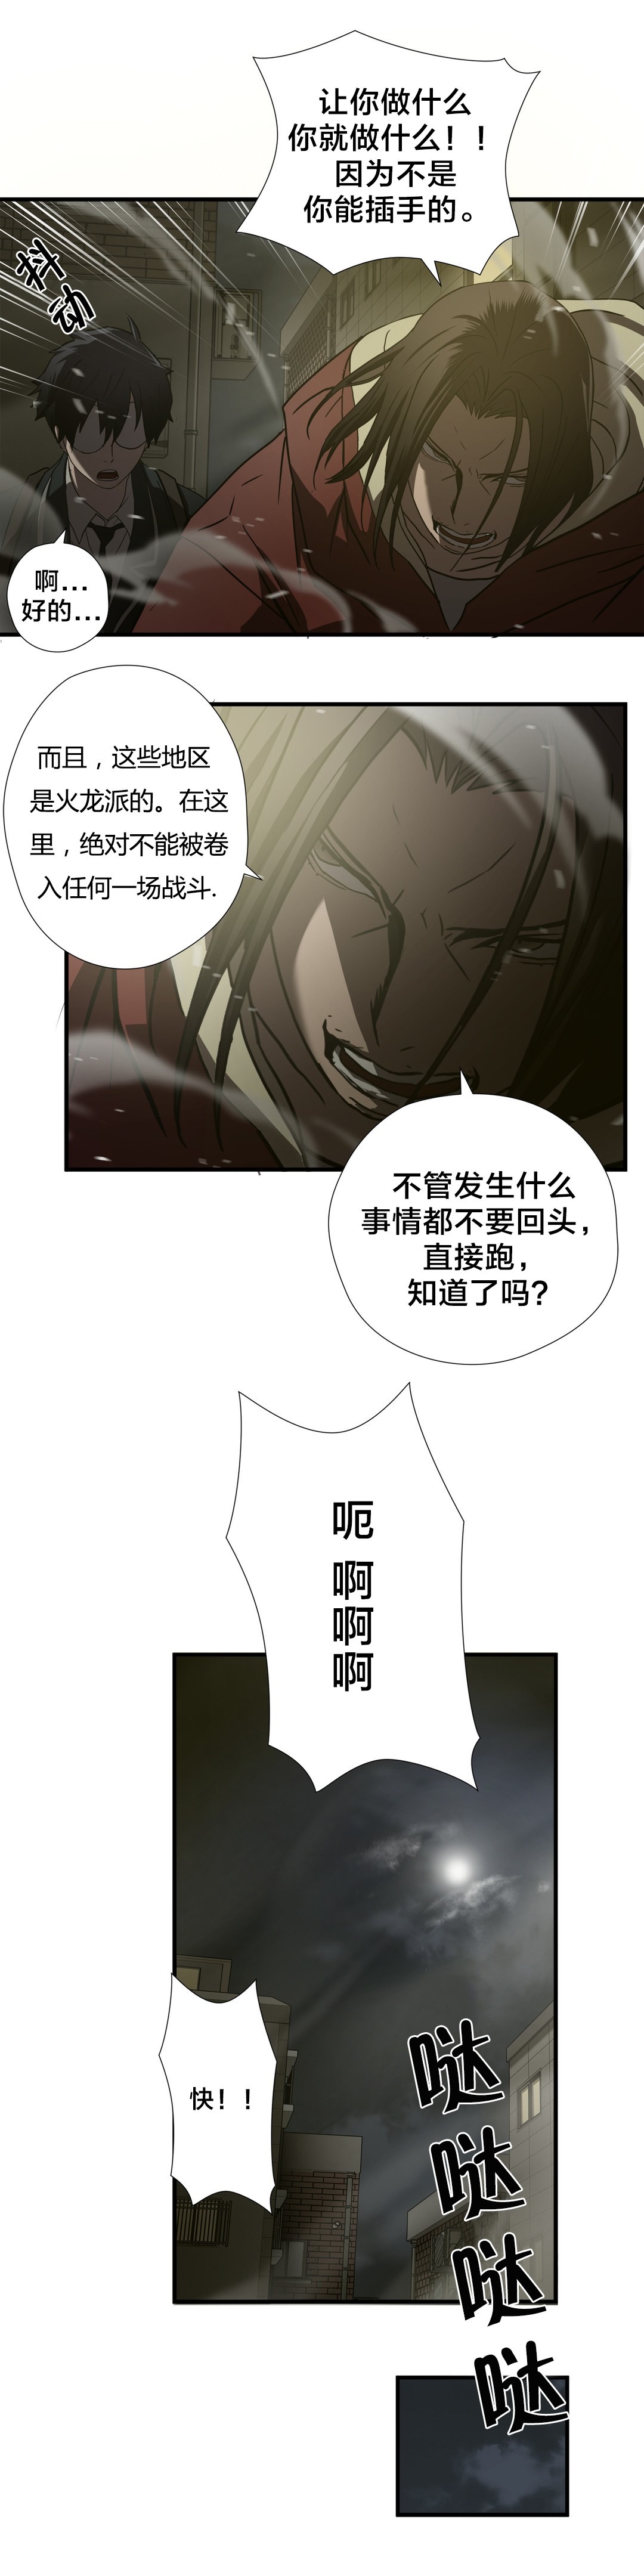 让你做什么
你就做什么！！
因为不是
你能插手的。
抖
动
啊...
好的...
而且，这些地区
是火龙派的。在这
里，绝对不能被卷
入任何一场战斗.
不管发生什么
事情都不要回头，
直接跑，
知道了吗?
呃
啊
啊
啊
快！！
哒
哒
哒
哒